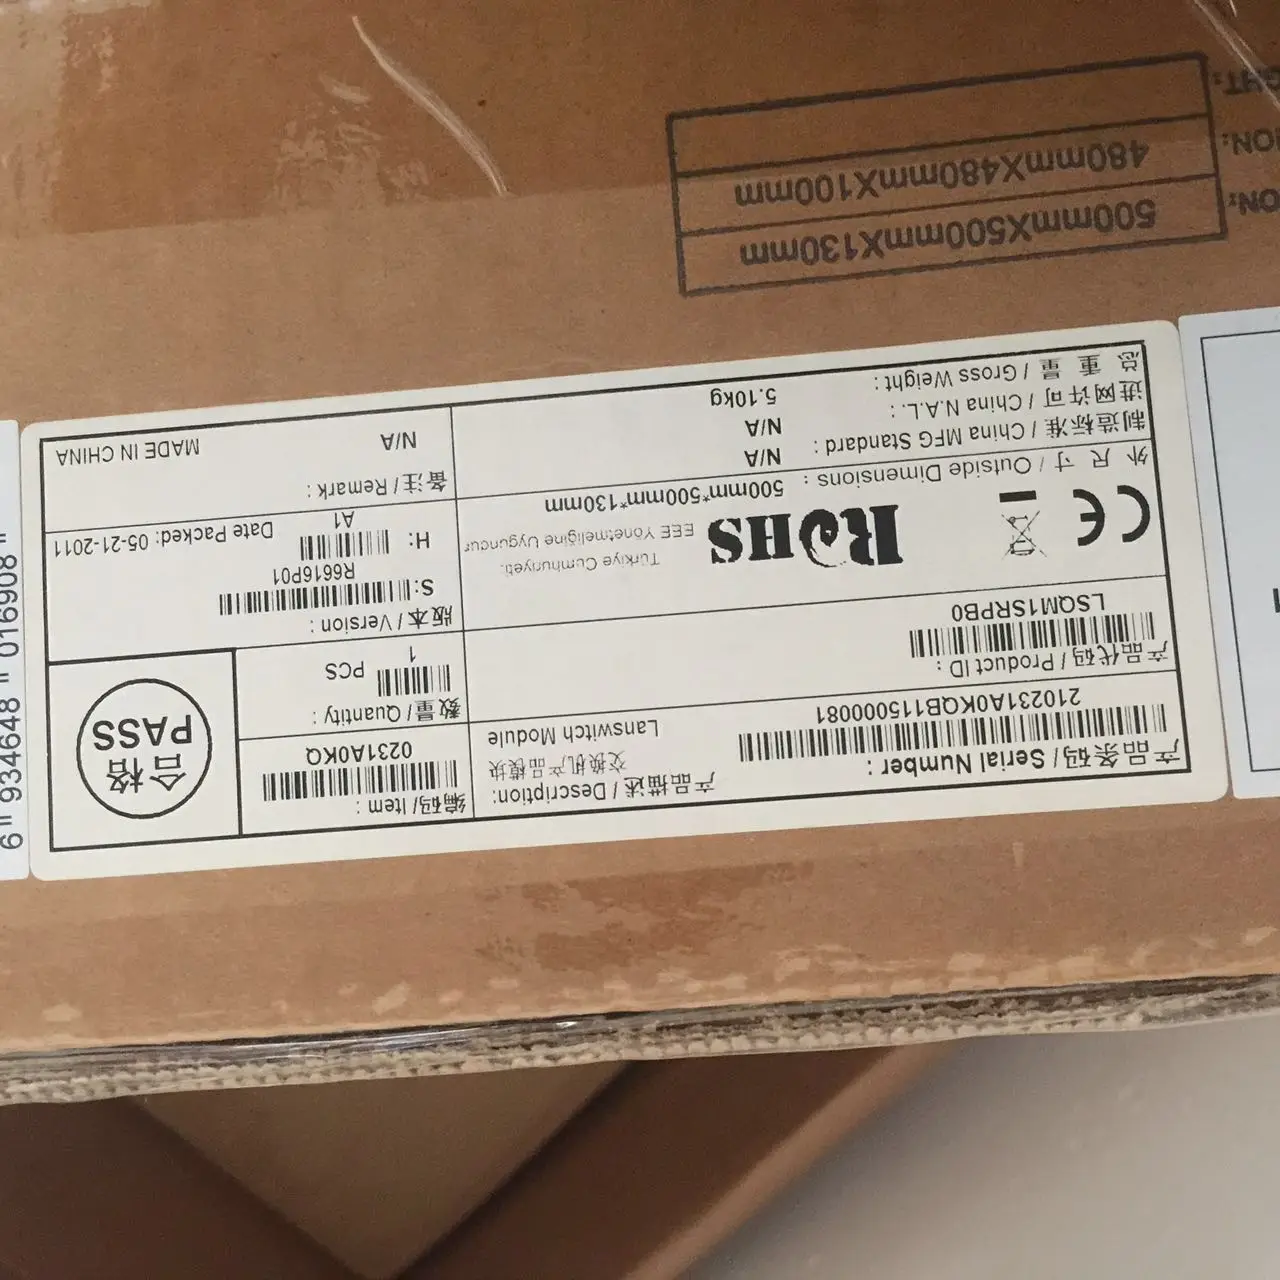 产品条码 / Serial Number :
210231A0KQB115000081
产品描述 / Description:
交换机产品模块
Lanswitch Module
编码/Item :
0231A0KQ
合格
PASS
产品代码 / Product ID :
LSQM1SRPB0
数量 / Quantity :
1 PCS
版本 / Version :
S:
R6616P01
H:
A1
Date Packed: 05-21-2011
CE
ROHS
Türkiye Cumhuriyeti:
EEE Yönetmeliğine Uygundur
外 尺 寸 / Outside Dimensions : 500mm*500mm*130mm
制造标准 / China MFG Standard : N/A
进网许可 / China N.A.L. : N/A
总 重 量 / Gross Weight : 5.10kg
备注 / Remark :
N/A
MADE IN CHINA
500mmX500mmX130mm
480mmX480mmX100mm
6"934648"016908"